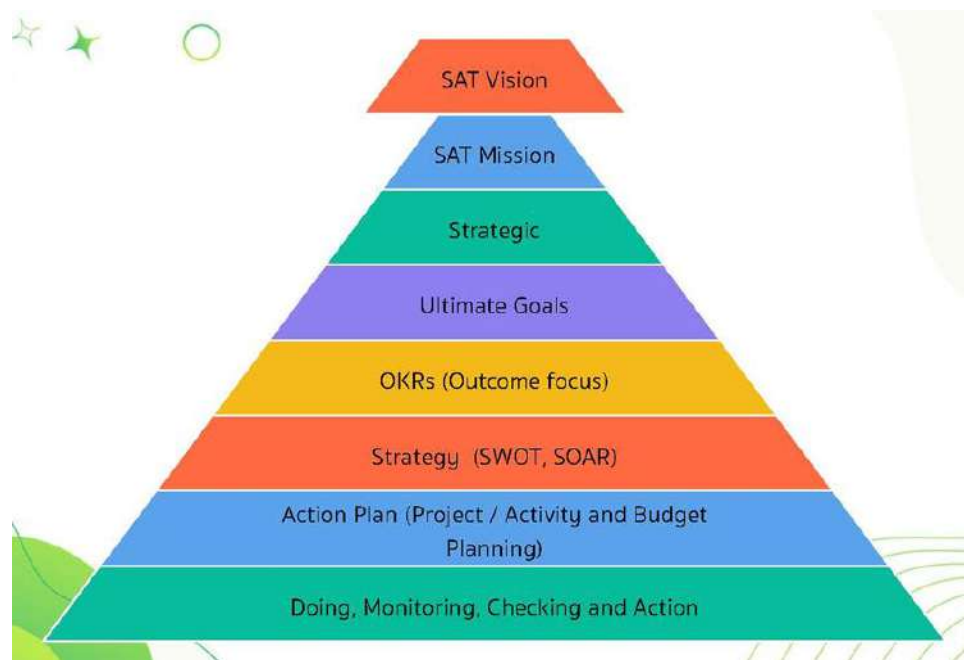 SAT Vision
SAT Mission
Strategic
Ultimate Goals
OKRs (Outcome focus)
Strategy (SWOT, SOAR)
Action Plan (Project / Activity and Budget
Planning)
Doing, Monitoring, Checking and Action